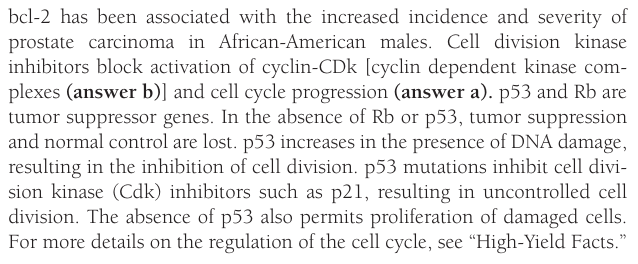 bcl-2 has been associated with the increased incidence and severity of
prostate carcinoma in African-American males. Cell division kinase
inhibitors block activation of cyclin-CDk [cyclin dependent kinase com-
plexes (answer b)] and cell cycle progression (answer a). p53 and Rb are
tumor suppressor genes. In the absence of Rb or p53, tumor suppression
and normal control are lost. p53 increases in the presence of DNA damage,
resulting in the inhibition of cell division. p53 mutations inhibit cell divi-
sion kinase (Cdk) inhibitors such as p21, resulting in uncontrolled cell
division. The absence of p53 also permits proliferation of damaged cells.
For more details on the regulation of the cell cycle, see “High-Yield Facts.”